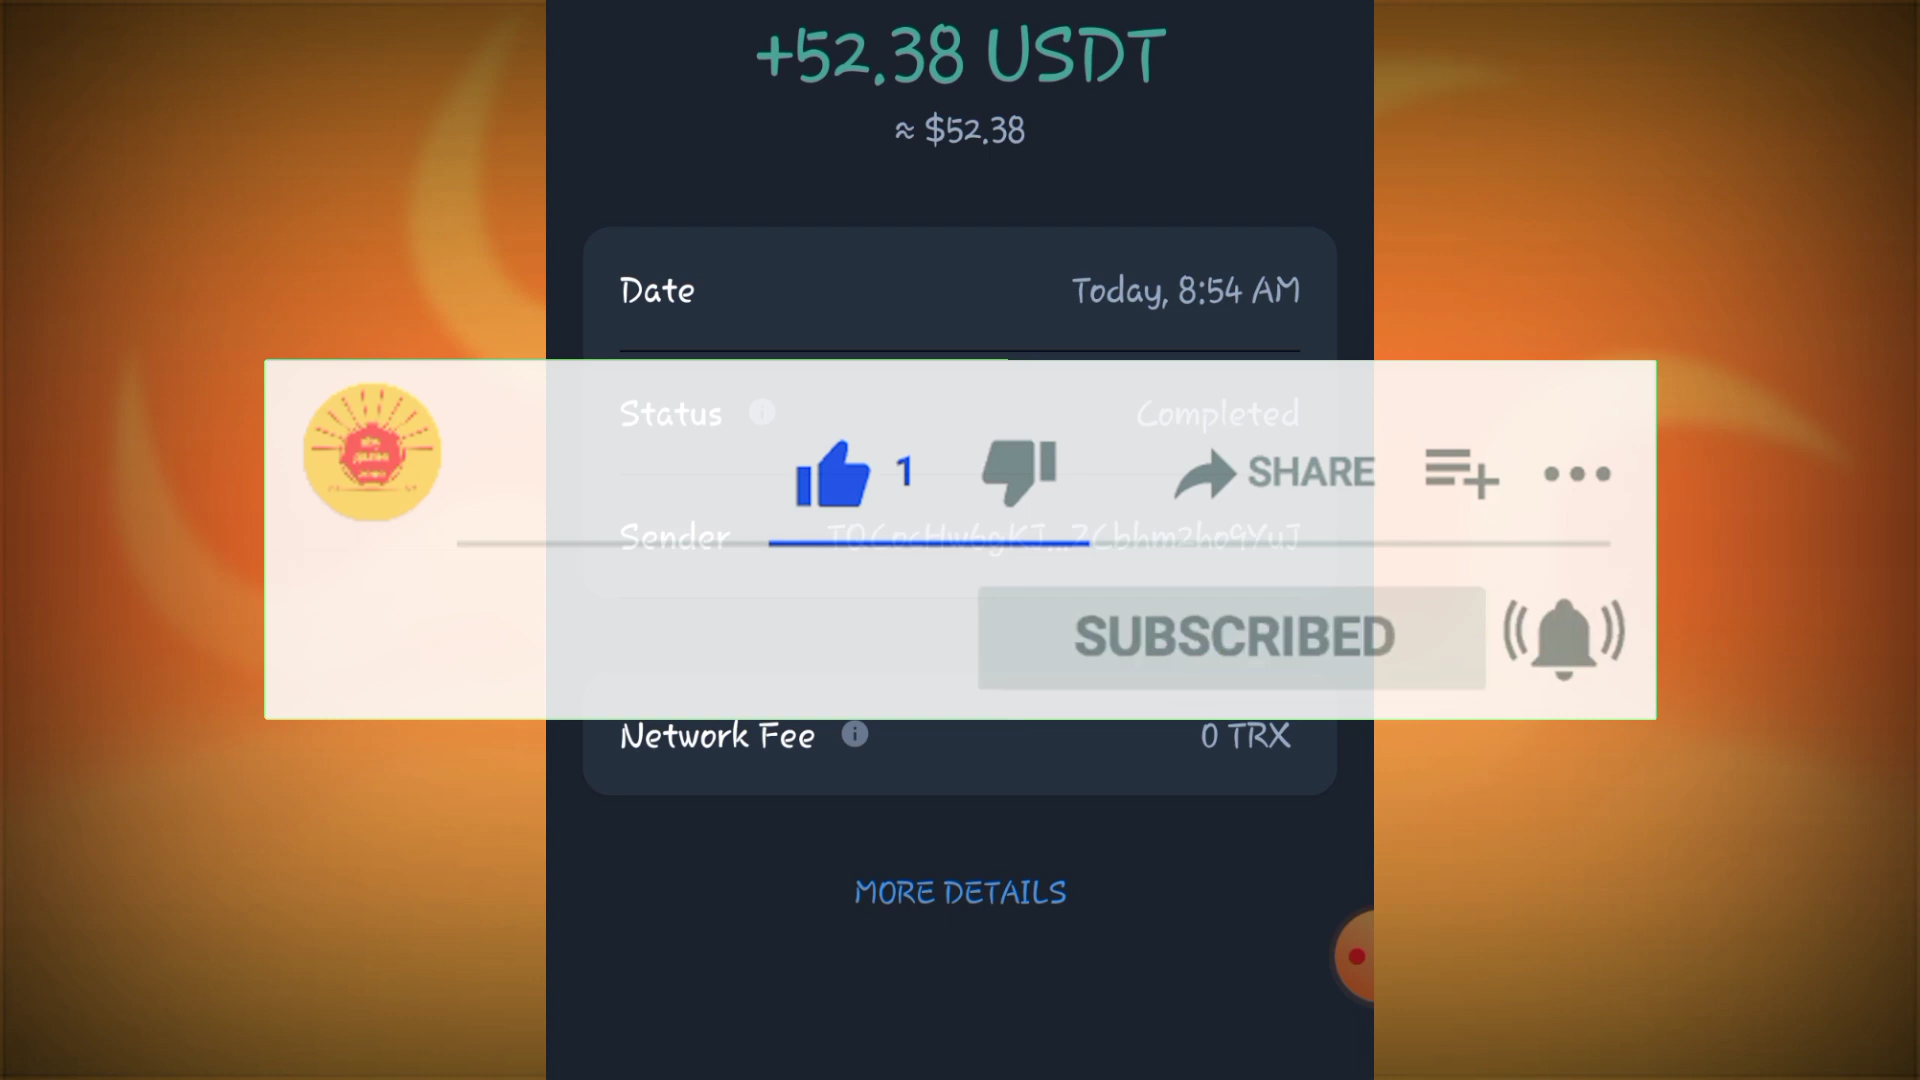 +52.38 USDT
≈ $52.38
Date Today, 8:54 AM
Status Completed
1 SHARE
Sender
SUBSCRIBED
Network Fee 0 TRX
MORE DETAILS